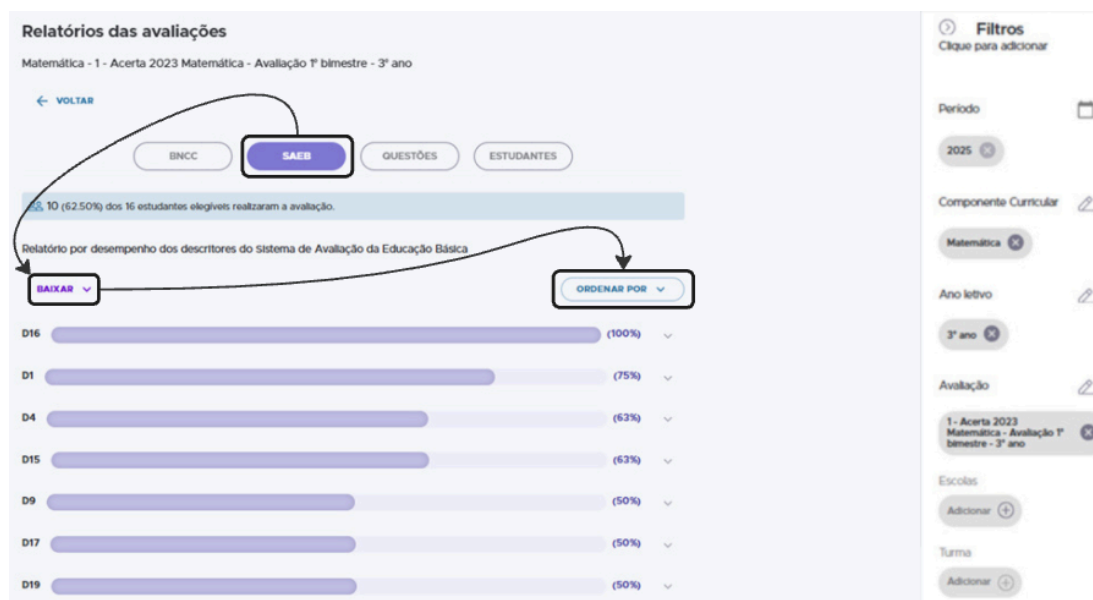 Relatórios das avaliações
Matemática - 1 - Acerta 2023 Matemática - Avaliação 1º bimestre - 3º ano
← VOLTAR
BNCC
SAEB
QUESTÕES
ESTUDANTES
10 (62.50%) dos 16 estudantes elegíveis realizaram a avaliação.
Relatório por desempenho dos descritores do Sistema de Avaliação da Educação Básica
BAIXAR
ORDENAR POR
D16 (100%)
D1 (75%)
D4 (63%)
D15 (63%)
D9 (50%)
D17 (50%)
D19 (50%)
Filtros
Clique para adicionar
Período
2025
Componente Curricular
Matemática
Ano letivo
3º ano
Avaliação
1 - Acerta 2023
Matemática - Avaliação 1º
bimestre - 3º ano
Escolas
Adicionar
Turma
Adicionar